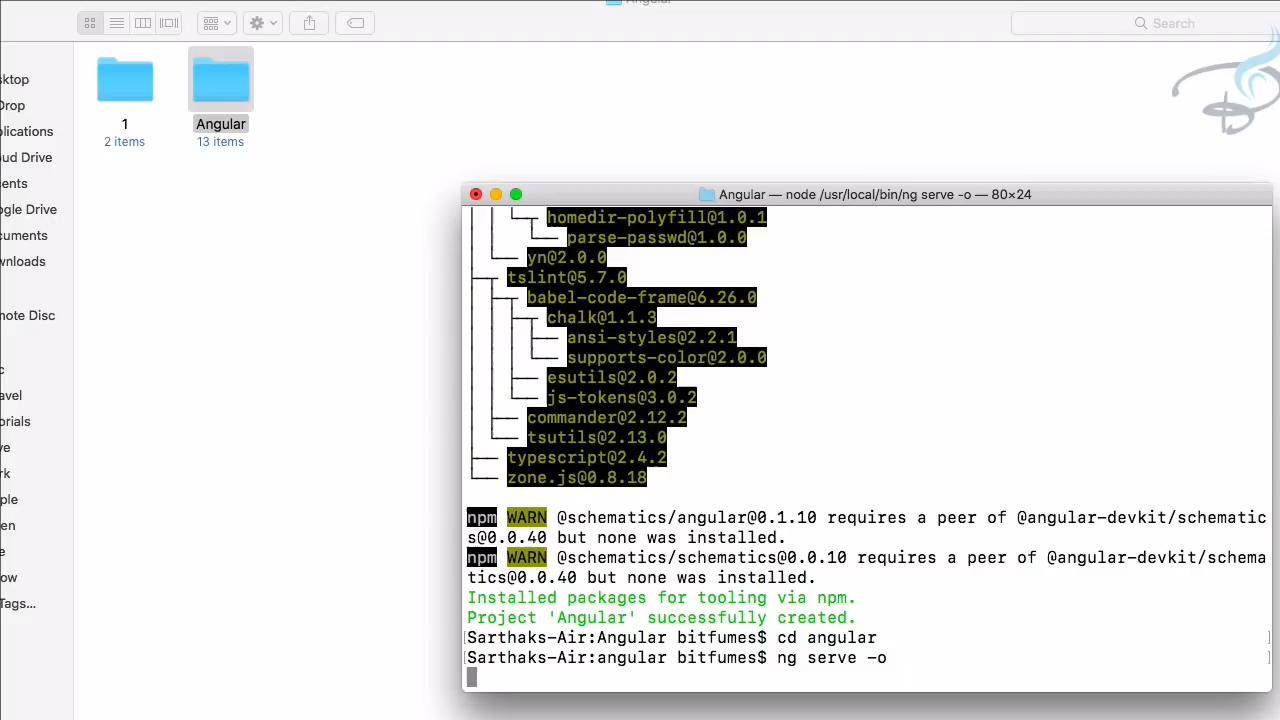 Angular
Search
ktop
Drop
lications
oud Drive
ents
gle Drive
cuments
wnloads
mote Disc
c
avel
orials
ve
rk
ple
en
e
ow
Tags...
1
2 items
Angular
13 items
Angular — node /usr/local/bin/ng serve -o — 80×24
homedir-polyfill@1.0.1
parse-passwd@1.0.0
yn@2.0.0
tslint@5.7.0
babel-code-frame@6.26.0
chalk@1.1.3
ansi-styles@2.2.1
supports-color@2.0.0
esutils@2.0.2
js-tokens@3.0.2
commander@2.12.2
tsutils@2.13.0
typescript@2.4.2
zone.js@0.8.18
npm WARN @schematics/angular@0.1.10 requires a peer of @angular-devkit/schematic
s@0.0.40 but none was installed.
npm WARN @schematics/schematics@0.0.10 requires a peer of @angular-devkit/schema
tics@0.0.40 but none was installed.
Installed packages for tooling via npm.
Project 'Angular' successfully created.
[Sarthaks-Air:Angular bitfumes$ cd angular ]
[Sarthaks-Air:angular bitfumes$ ng serve -o ]